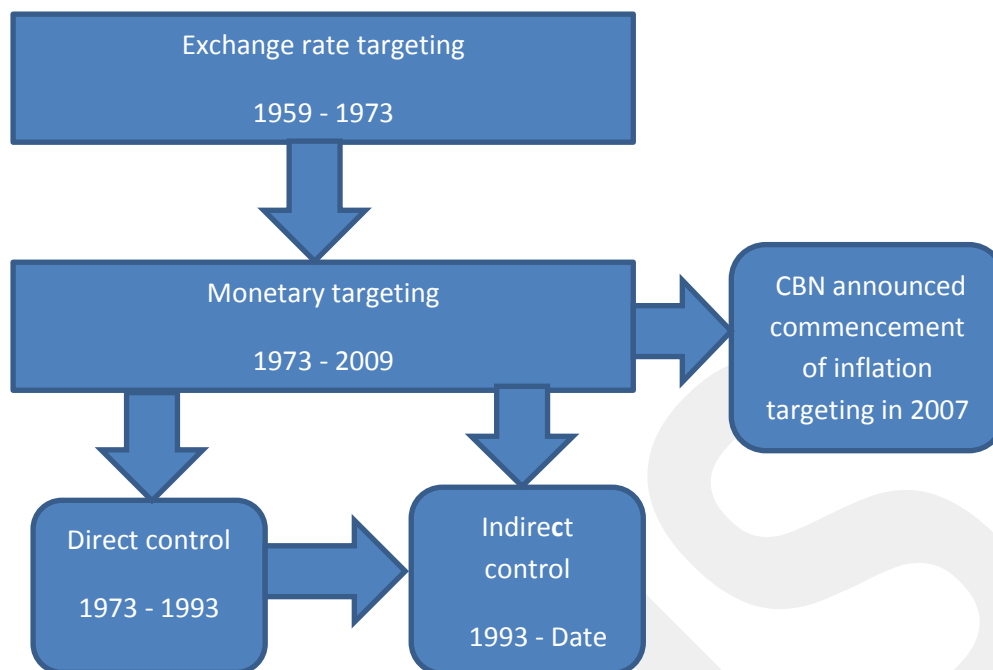 Exchange rate targeting
1959 - 1973
Monetary targeting
1973 - 2009
CBN announced
commencement
of inflation
targeting in 2007
Direct control
1973 - 1993
Indirect
control
1993 - Date